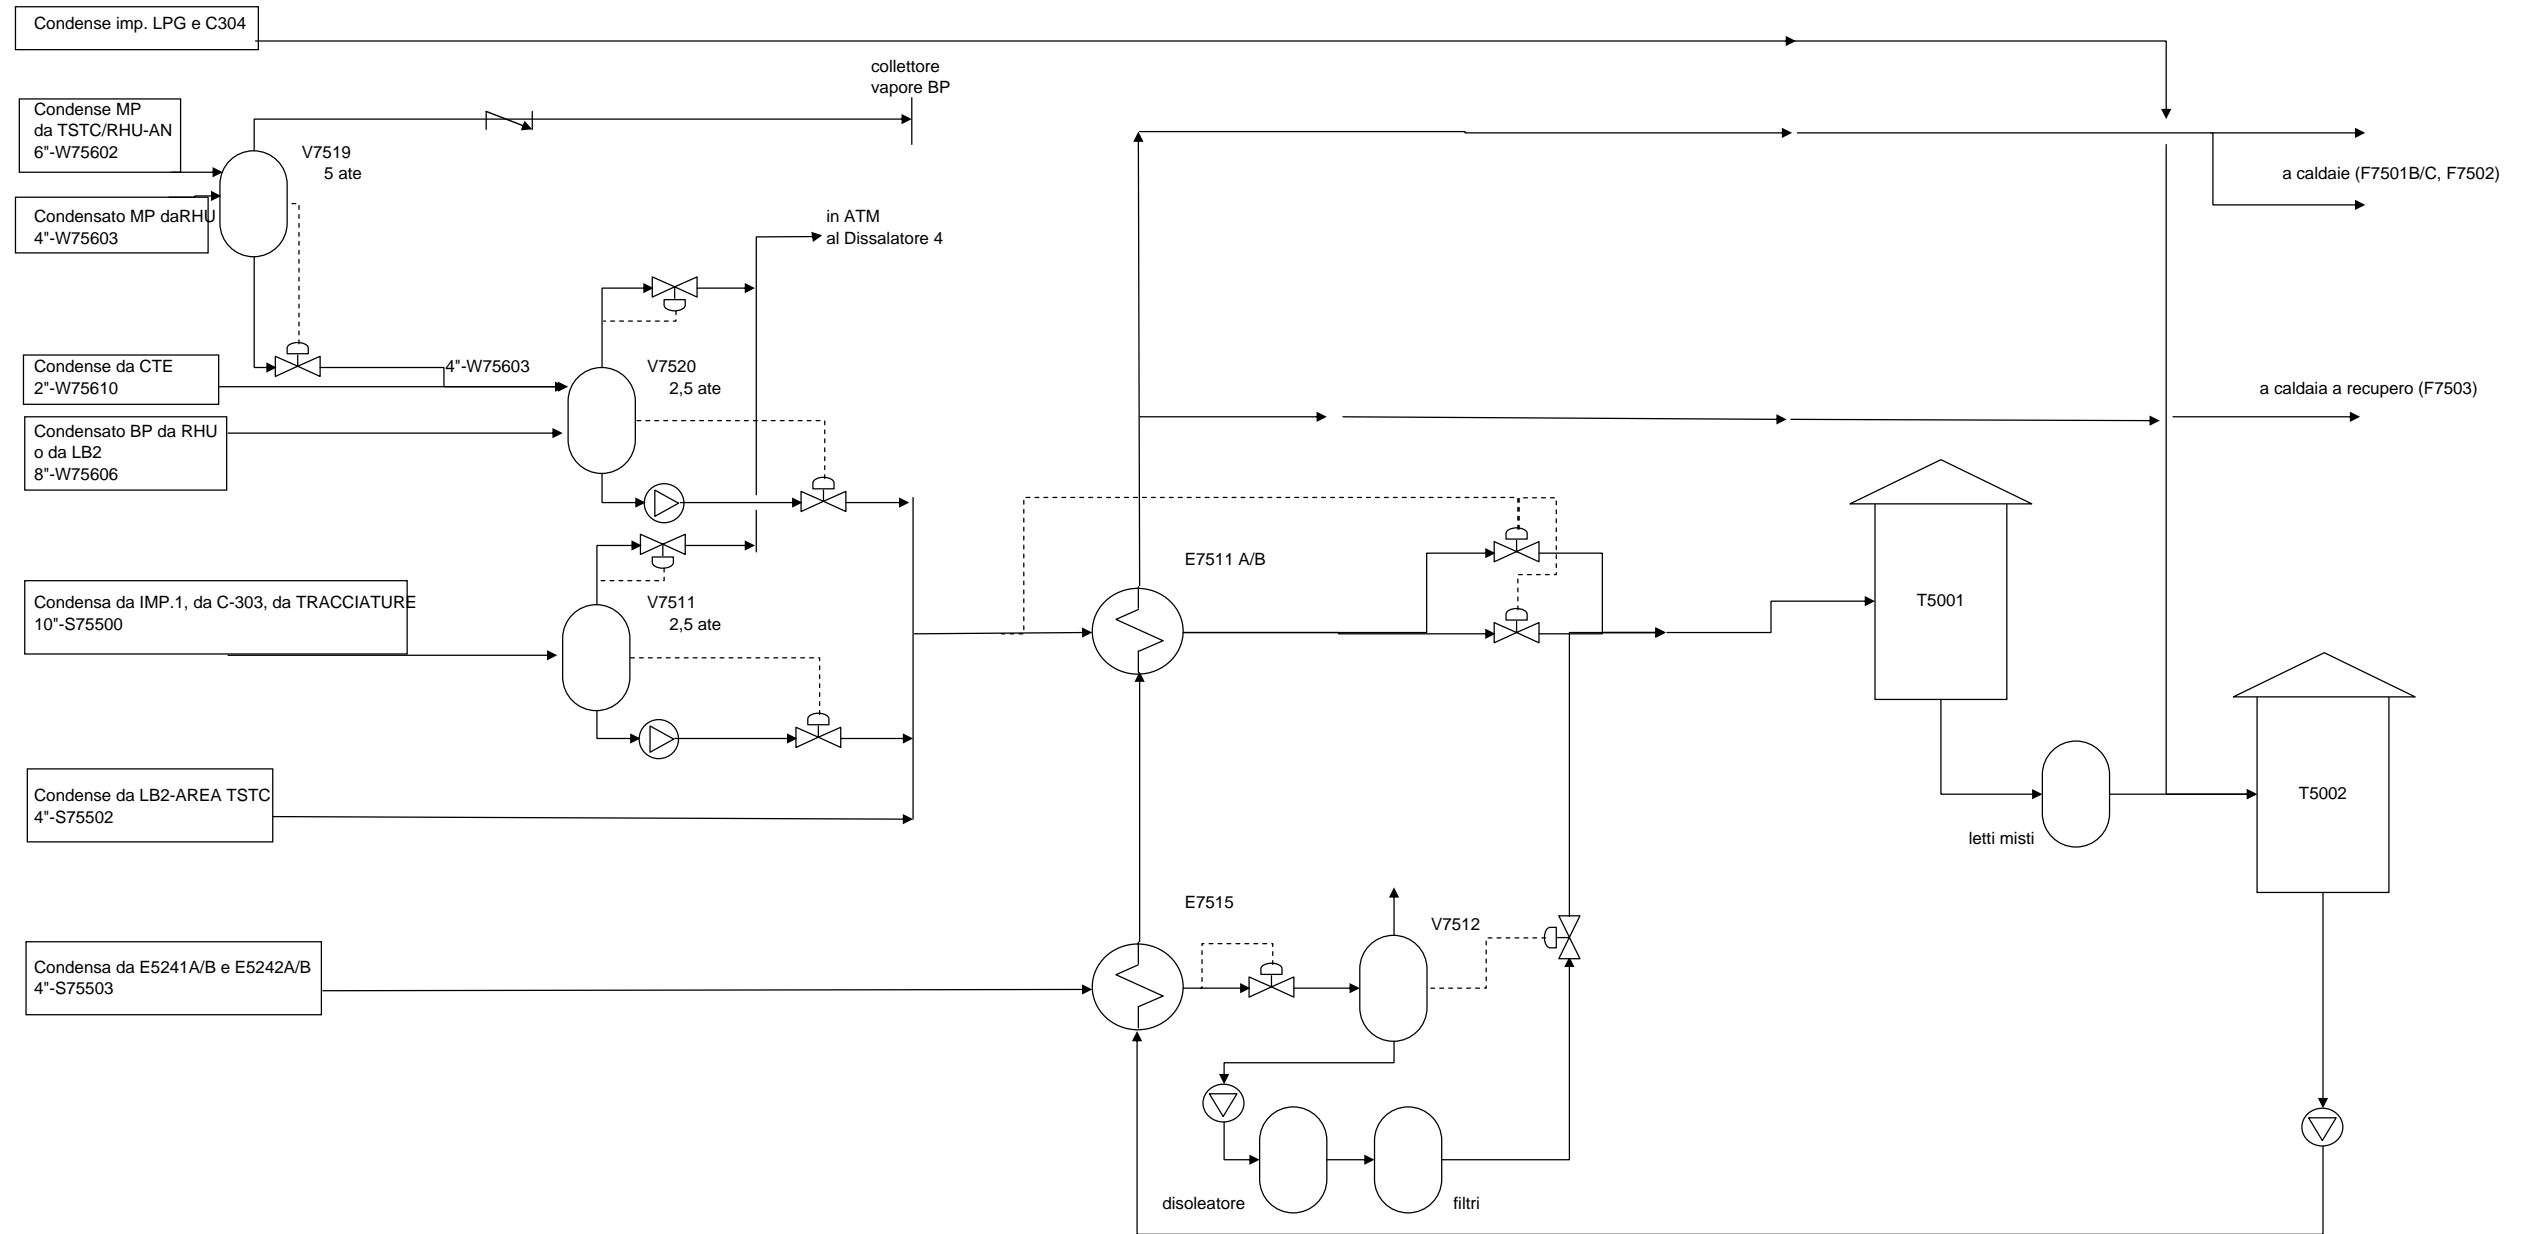 Condense imp. LPG e C304
collettore
vapore BP
Condense MP
da TSTC/RHU-AN
6"-W75602
V7519
5 ate
a caldaie (F7501B/C, F7502)
Condensato MP daRHU
4"-W75603
in ATM
al Dissalatore 4
Condense da CTE
2"-W75610
4"-W75603
V7520
2,5 ate
a caldaia a recupero (F7503)
Condensato BP da RHU
o da LB2
8"-W75606
E7511 A/B
Condensa da IMP.1, da C-303, da TRACCIATURE
10"-S75500
V7511
2,5 ate
T5001
Condense da LB2-AREA TSTC
4"-S75502
T5002
letti misti
E7515
V7512
Condensa da E5241A/B e E5242A/B
4"-S75503
disoleatore
filtri